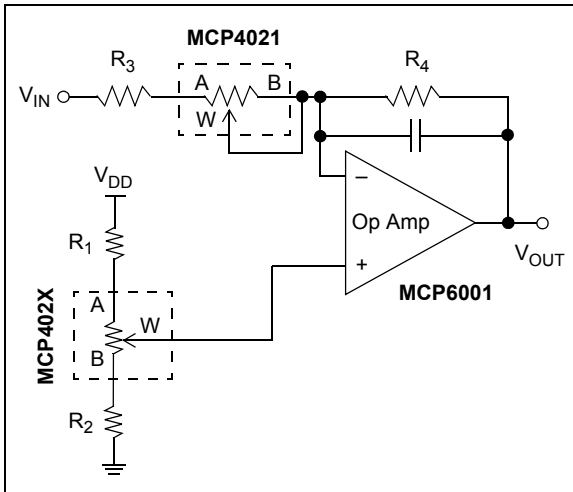 MCP4021
R3
R4
A
B
VIN
W
VDD
−
Op Amp
R1
VOUT
+
MCP6001
A
W
MCP402X
B
R2